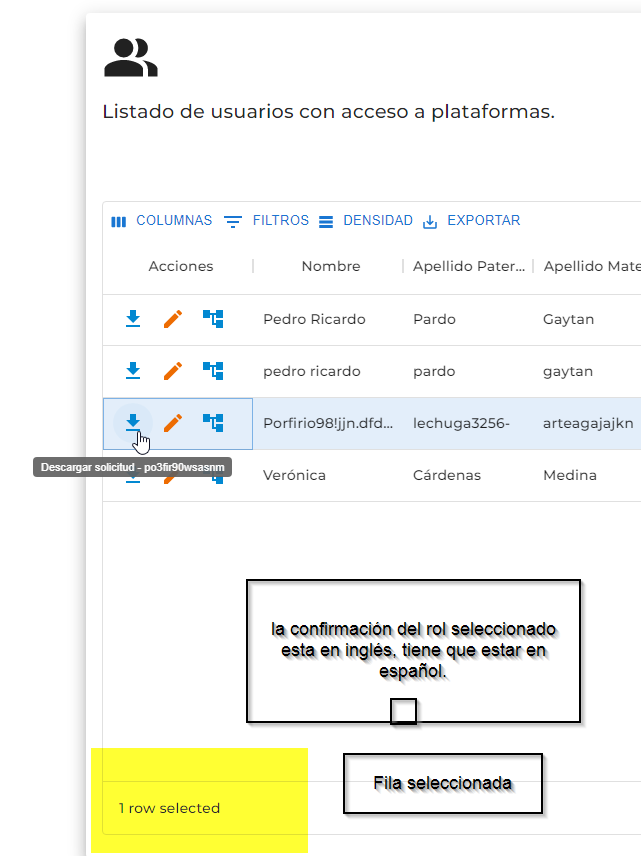 Listado de usuarios con acceso a plataformas.
COLUMNAS FILTROS DENSIDAD EXPORTAR
Acciones Nombre Apellido Pater... Apellido Mate
Pedro Ricardo Pardo Gaytan
pedro ricardo pardo gaytan
Porfirio98!jjn.dfd... lechuga3256- arteagajajkn
Descargar solicitud - po3fir90wsasnm
Verónica Cárdenas Medina
la confirmación del rol seleccionado
esta en inglés, tiene que estar en
español.
Fila seleccionada
1 row selected